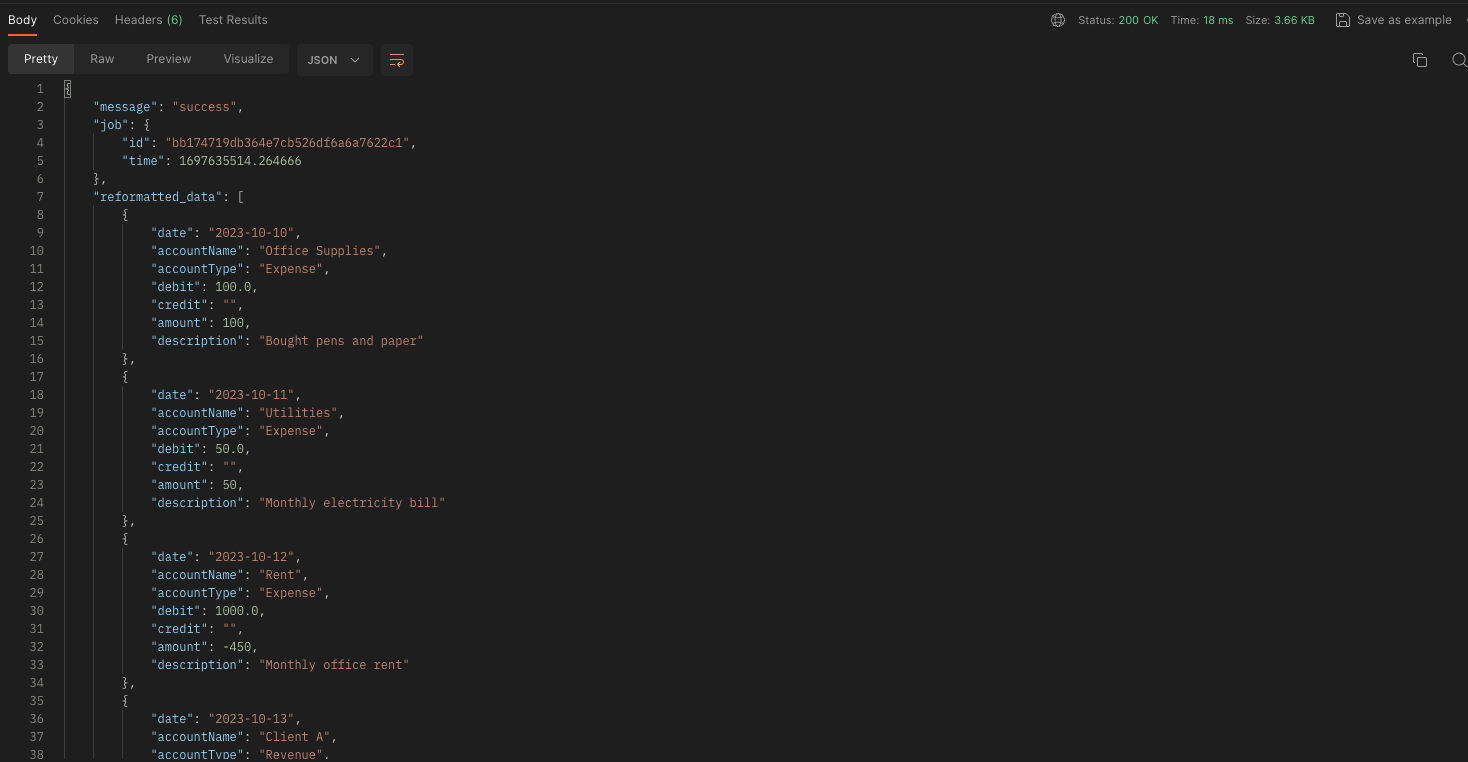 Body Cookies Headers (6) Test Results Status: 200 OK Time: 18 ms Size: 3.66 KB Save as example
Pretty Raw Preview Visualize JSON
1 {
2 "message": "success",
3 "job": {
4 "id": "bb174719db364e7cb526df6a6a7622c1",
5 "time": 1697635514.264666
6 },
7 "reformatted_data": [
8 {
9 "date": "2023-10-10",
10 "accountName": "Office Supplies",
11 "accountType": "Expense",
12 "debit": 100.0,
13 "credit": "",
14 "amount": 100,
15 "description": "Bought pens and paper"
16 },
17 {
18 "date": "2023-10-11",
19 "accountName": "Utilities",
20 "accountType": "Expense",
21 "debit": 50.0,
22 "credit": "",
23 "amount": 50,
24 "description": "Monthly electricity bill"
25 },
26 {
27 "date": "2023-10-12",
28 "accountName": "Rent",
29 "accountType": "Expense",
30 "debit": 1000.0,
31 "credit": "",
32 "amount": -450,
33 "description": "Monthly office rent"
34 },
35 {
36 "date": "2023-10-13",
37 "accountName": "Client A",
38 "accountType": "Revenue",